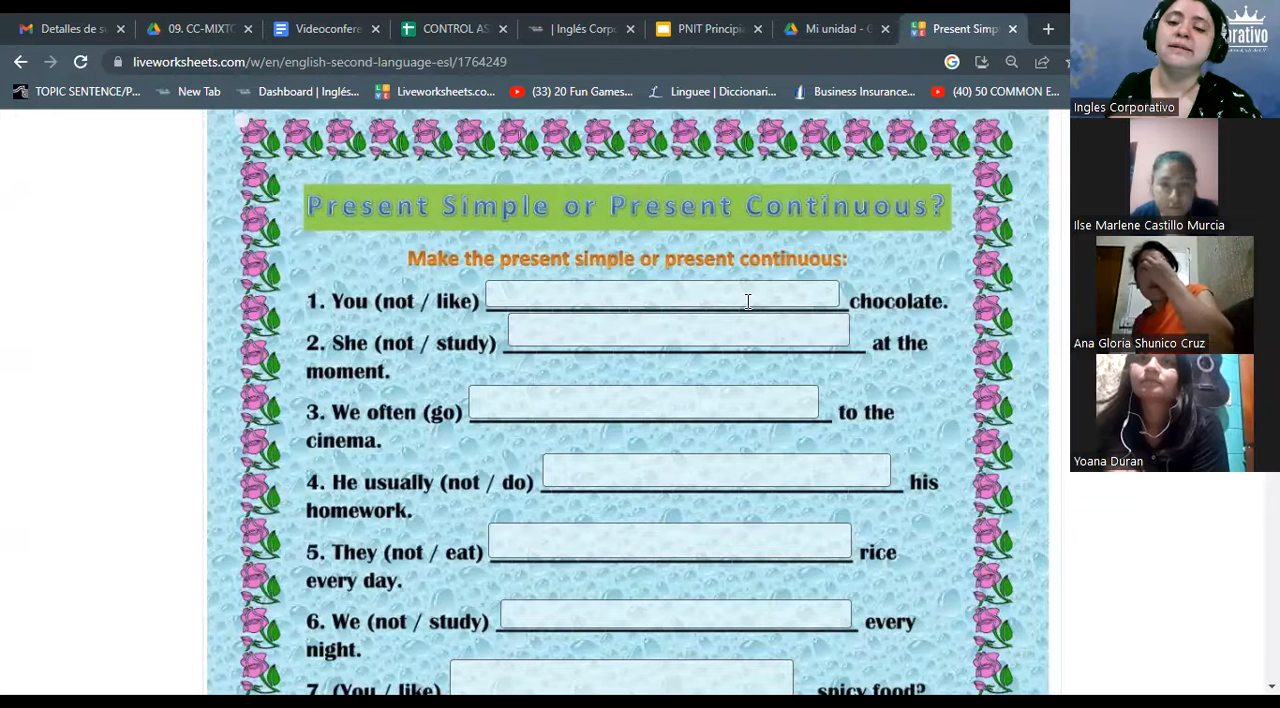 Detalles de su
09. CC-MIXT
Videoconfere
CONTROL AS
| Inglés Corpo
PNIT Principi
Mi unidad - G
Present Simp
liveworksheets.com/w/en/english-second-language-esl/1764249
TOPIC SENTENCE/P...
New Tab
Dashboard | Inglés...
Liveworksheets.co...
(33) 20 Fun Games...
Linguee | Diccionari...
Business Insurance...
(40) 50 COMMON E...
Present Simple or Present Continuous?
Make the present simple or present continuous:
1. You (not / like) chocolate.
2. She (not / study) at the
moment.
3. We often (go) to the
cinema.
4. He usually (not / do) his
homework.
5. They (not / eat) rice
every day.
6. We (not / study) every
night.
7. (You / like) spicy food?
orativo
Ingles Corporativo
Ilse Marlene Castillo Murcia
Ana Gloria Shunico Cruz
Yoana Duran